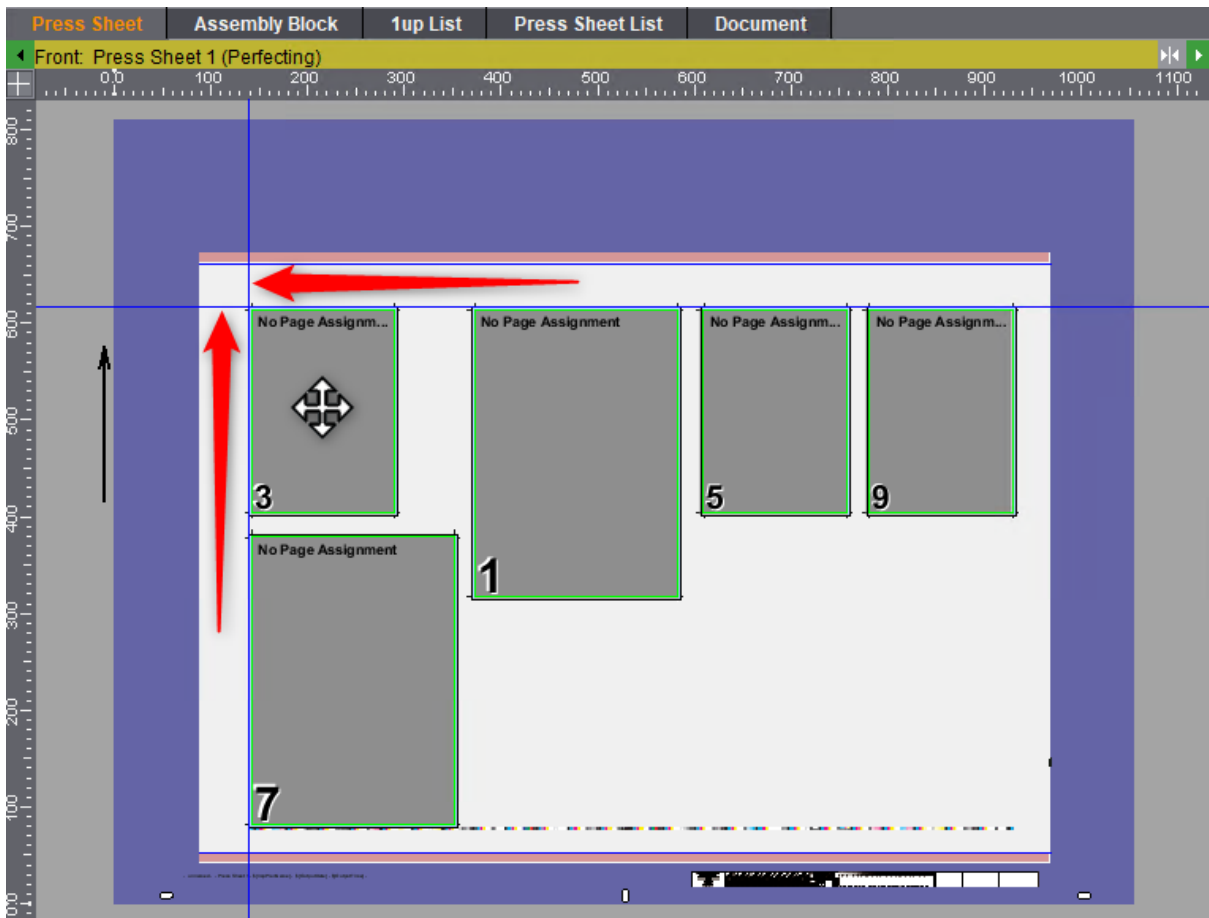 Press Sheet Assembly Block 1up List Press Sheet List Document
Front: Press Sheet 1 (Perfecting)
0,0 100 200 300 400 500 600 700 800 900 1000 1100
800
700
600
500
400
300
200
100
0,0
No Page Assignm... No Page Assignment No Page Assignm... No Page Assignm...
3 5 9
No Page Assignment
1
7